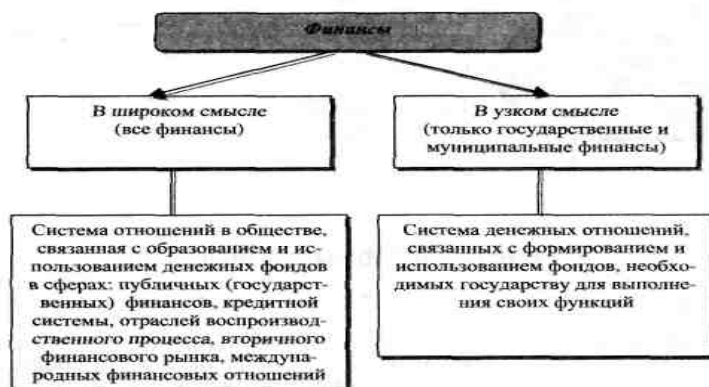 Финансы
В широком смысле
(все финансы)
В узком смысле
(только государственные и
муниципальные финансы)
Система отношений в обществе,
связанная с образованием и ис-
пользованием денежных фондов
в сферах: публичных (государст-
венных) финансов, кредитной
системы, отраслей воспроизвод-
ственного процесса, вторичного
финансового рынка, междуна-
родных финансовых отношений
Система денежных отношений,
связанных с формированием и
использованием фондов, необхо-
димых государству для выполне-
ния своих функций